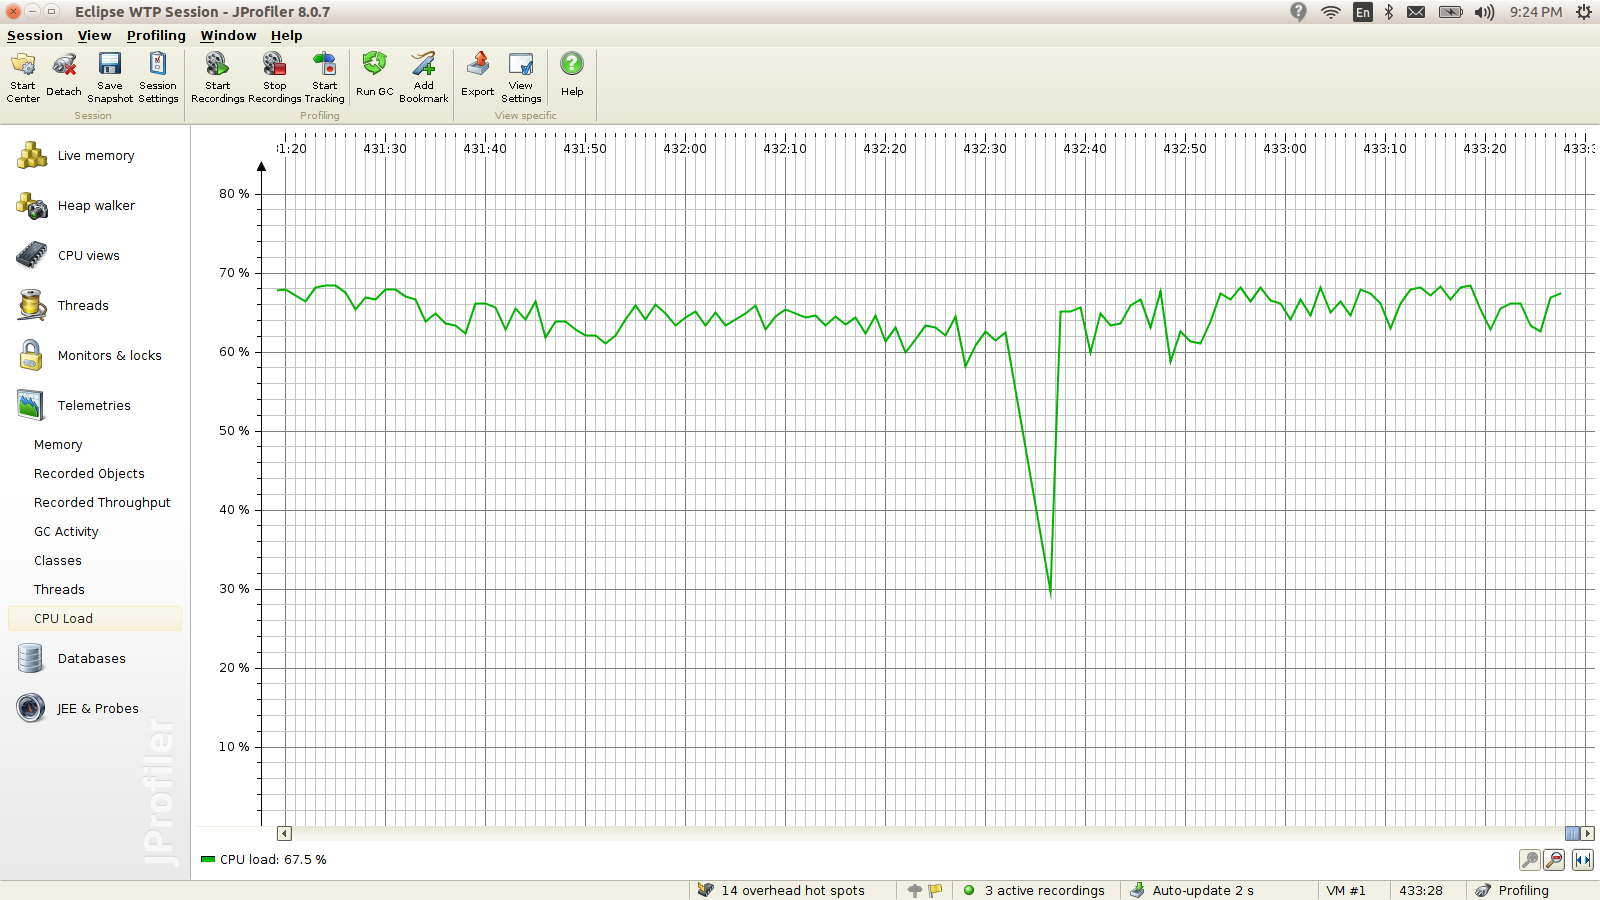 Eclipse WTP Session - JProfiler 8.0.7
En
9:24 PM
Session View Profiling Window Help
Start Center
Detach
Save Snapshot
Session Settings
Start Recordings
Stop Recordings
Start Tracking
Run GC
Add Bookmark
Export
View Settings
Help
Session
Profiling
View specific
Live memory
Heap walker
CPU views
Threads
Monitors & locks
Telemetries
Memory
Recorded Objects
Recorded Throughput
GC Activity
Classes
Threads
CPU Load
Databases
JEE & Probes
JProfiler
1:20 431:30 431:40 431:50 432:00 432:10 432:20 432:30 432:40 432:50 433:00 433:10 433:20 433:
80 %
70 %
60 %
50 %
40 %
30 %
20 %
10 %
CPU load: 67.5 %
14 overhead hot spots
3 active recordings
Auto-update 2 s
VM #1
433:28
Profiling